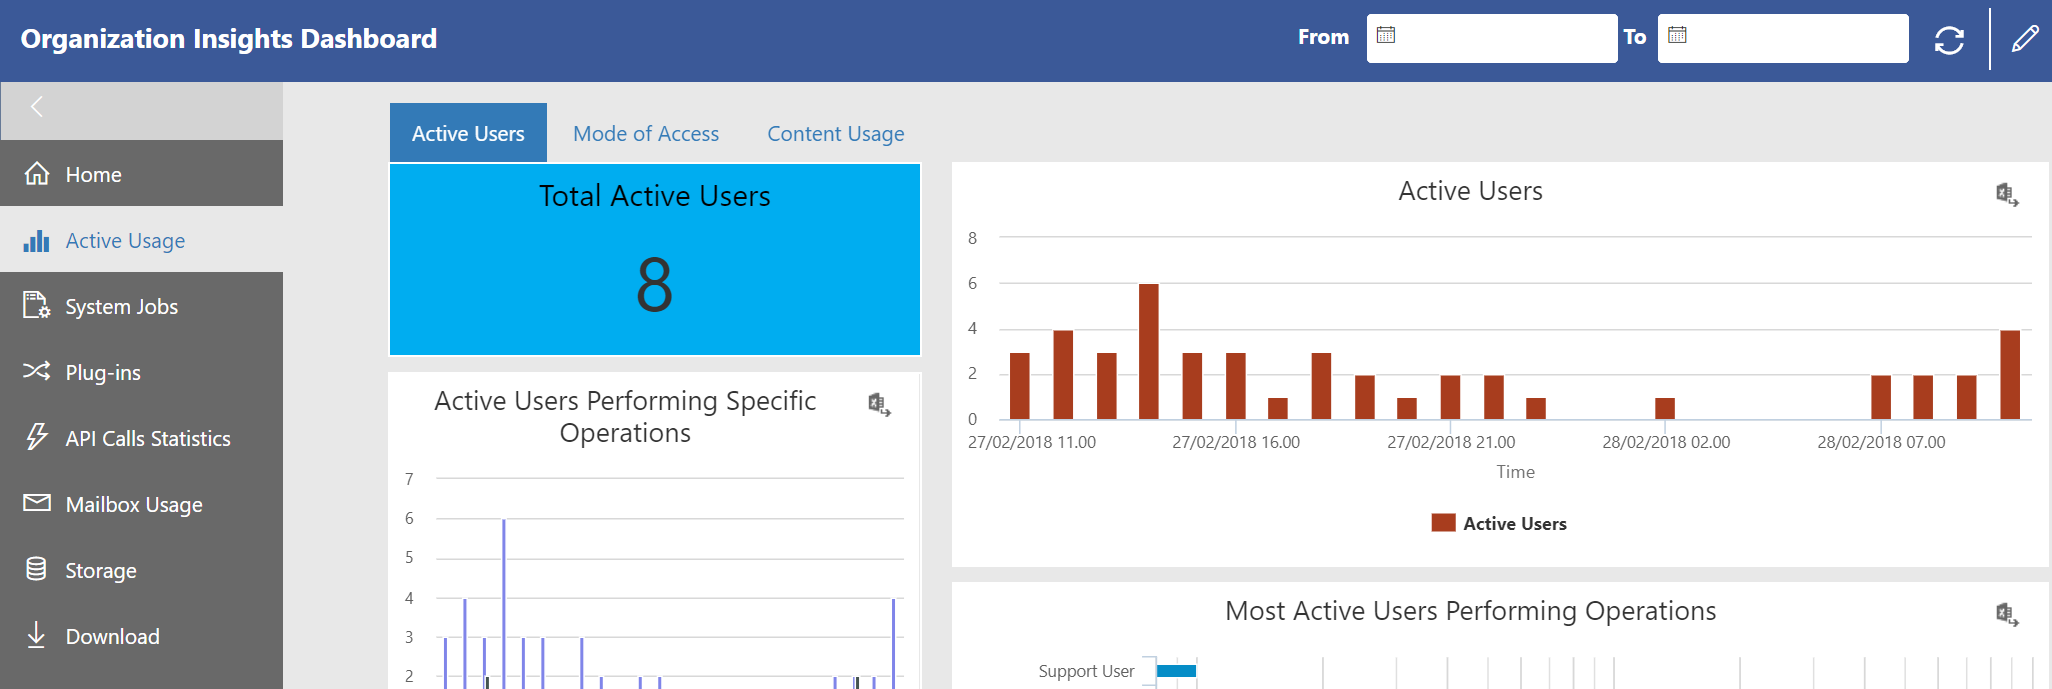 Organization Insights Dashboard
From
To
Home
Active Usage
System Jobs
Plug-ins
API Calls Statistics
Mailbox Usage
Storage
Download
Active Users
Mode of Access
Content Usage
Total Active Users
8
Active Users Performing Specific
Operations
7
6
5
4
3
2
Active Users
8
6
4
2
0
27/02/2018 11.00
27/02/2018 16.00
27/02/2018 21.00
28/02/2018 02.00
28/02/2018 07.00
Time
Active Users
Most Active Users Performing Operations
Support User